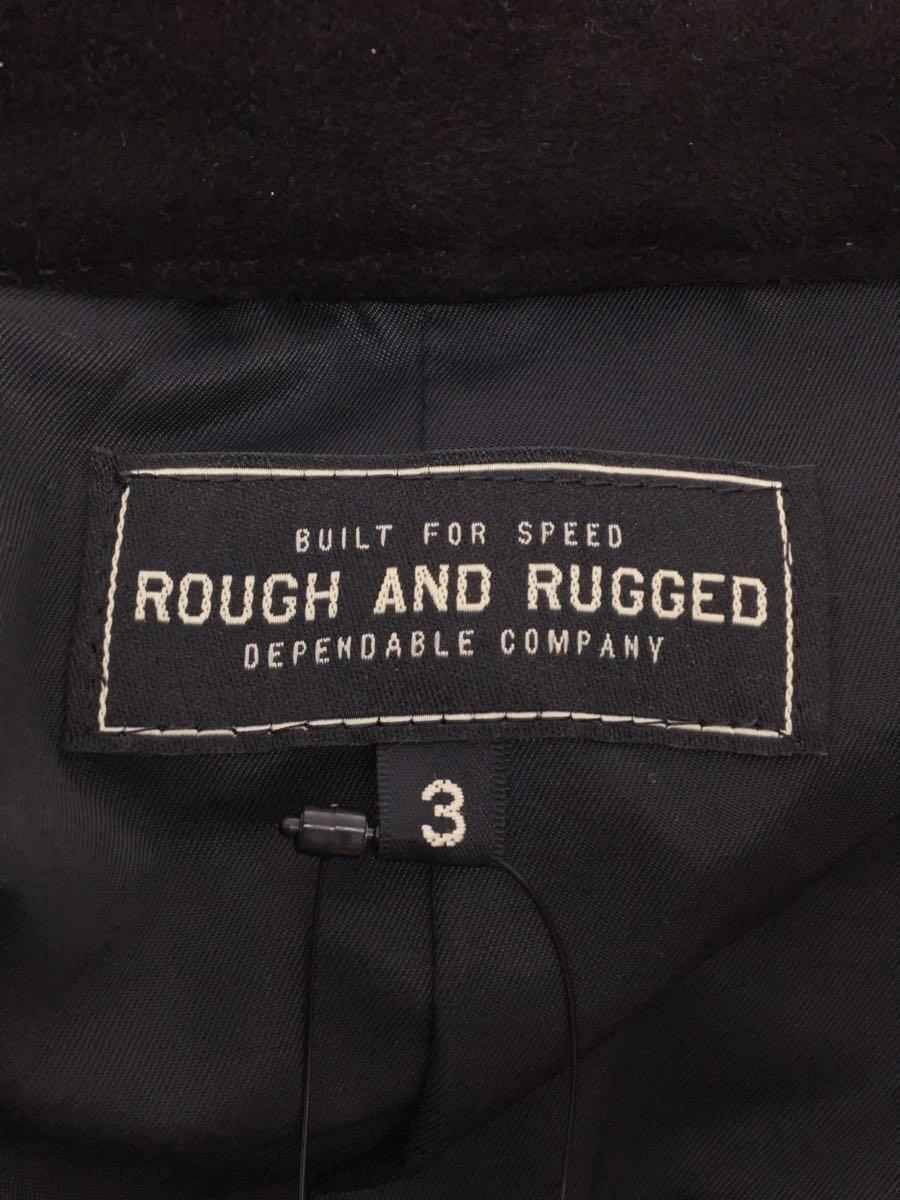 BUILT FOR SPEED
ROUGH AND RUGGED
DEPENDABLE COMPANY
3